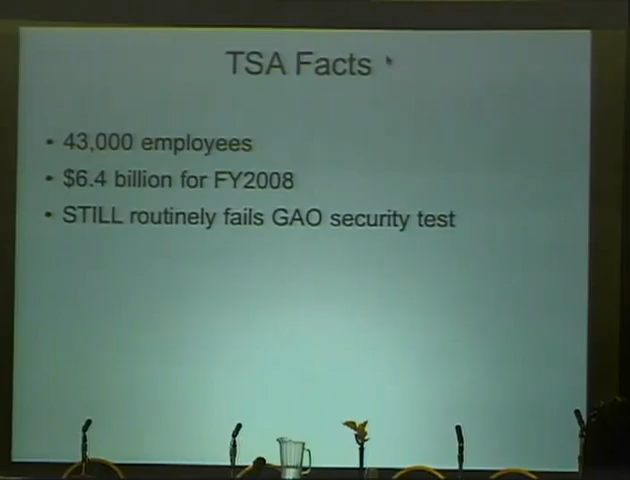 TSA Facts
• 43,000 employees
• $6.4 billion for FY2008
• STILL routinely fails GAO security test